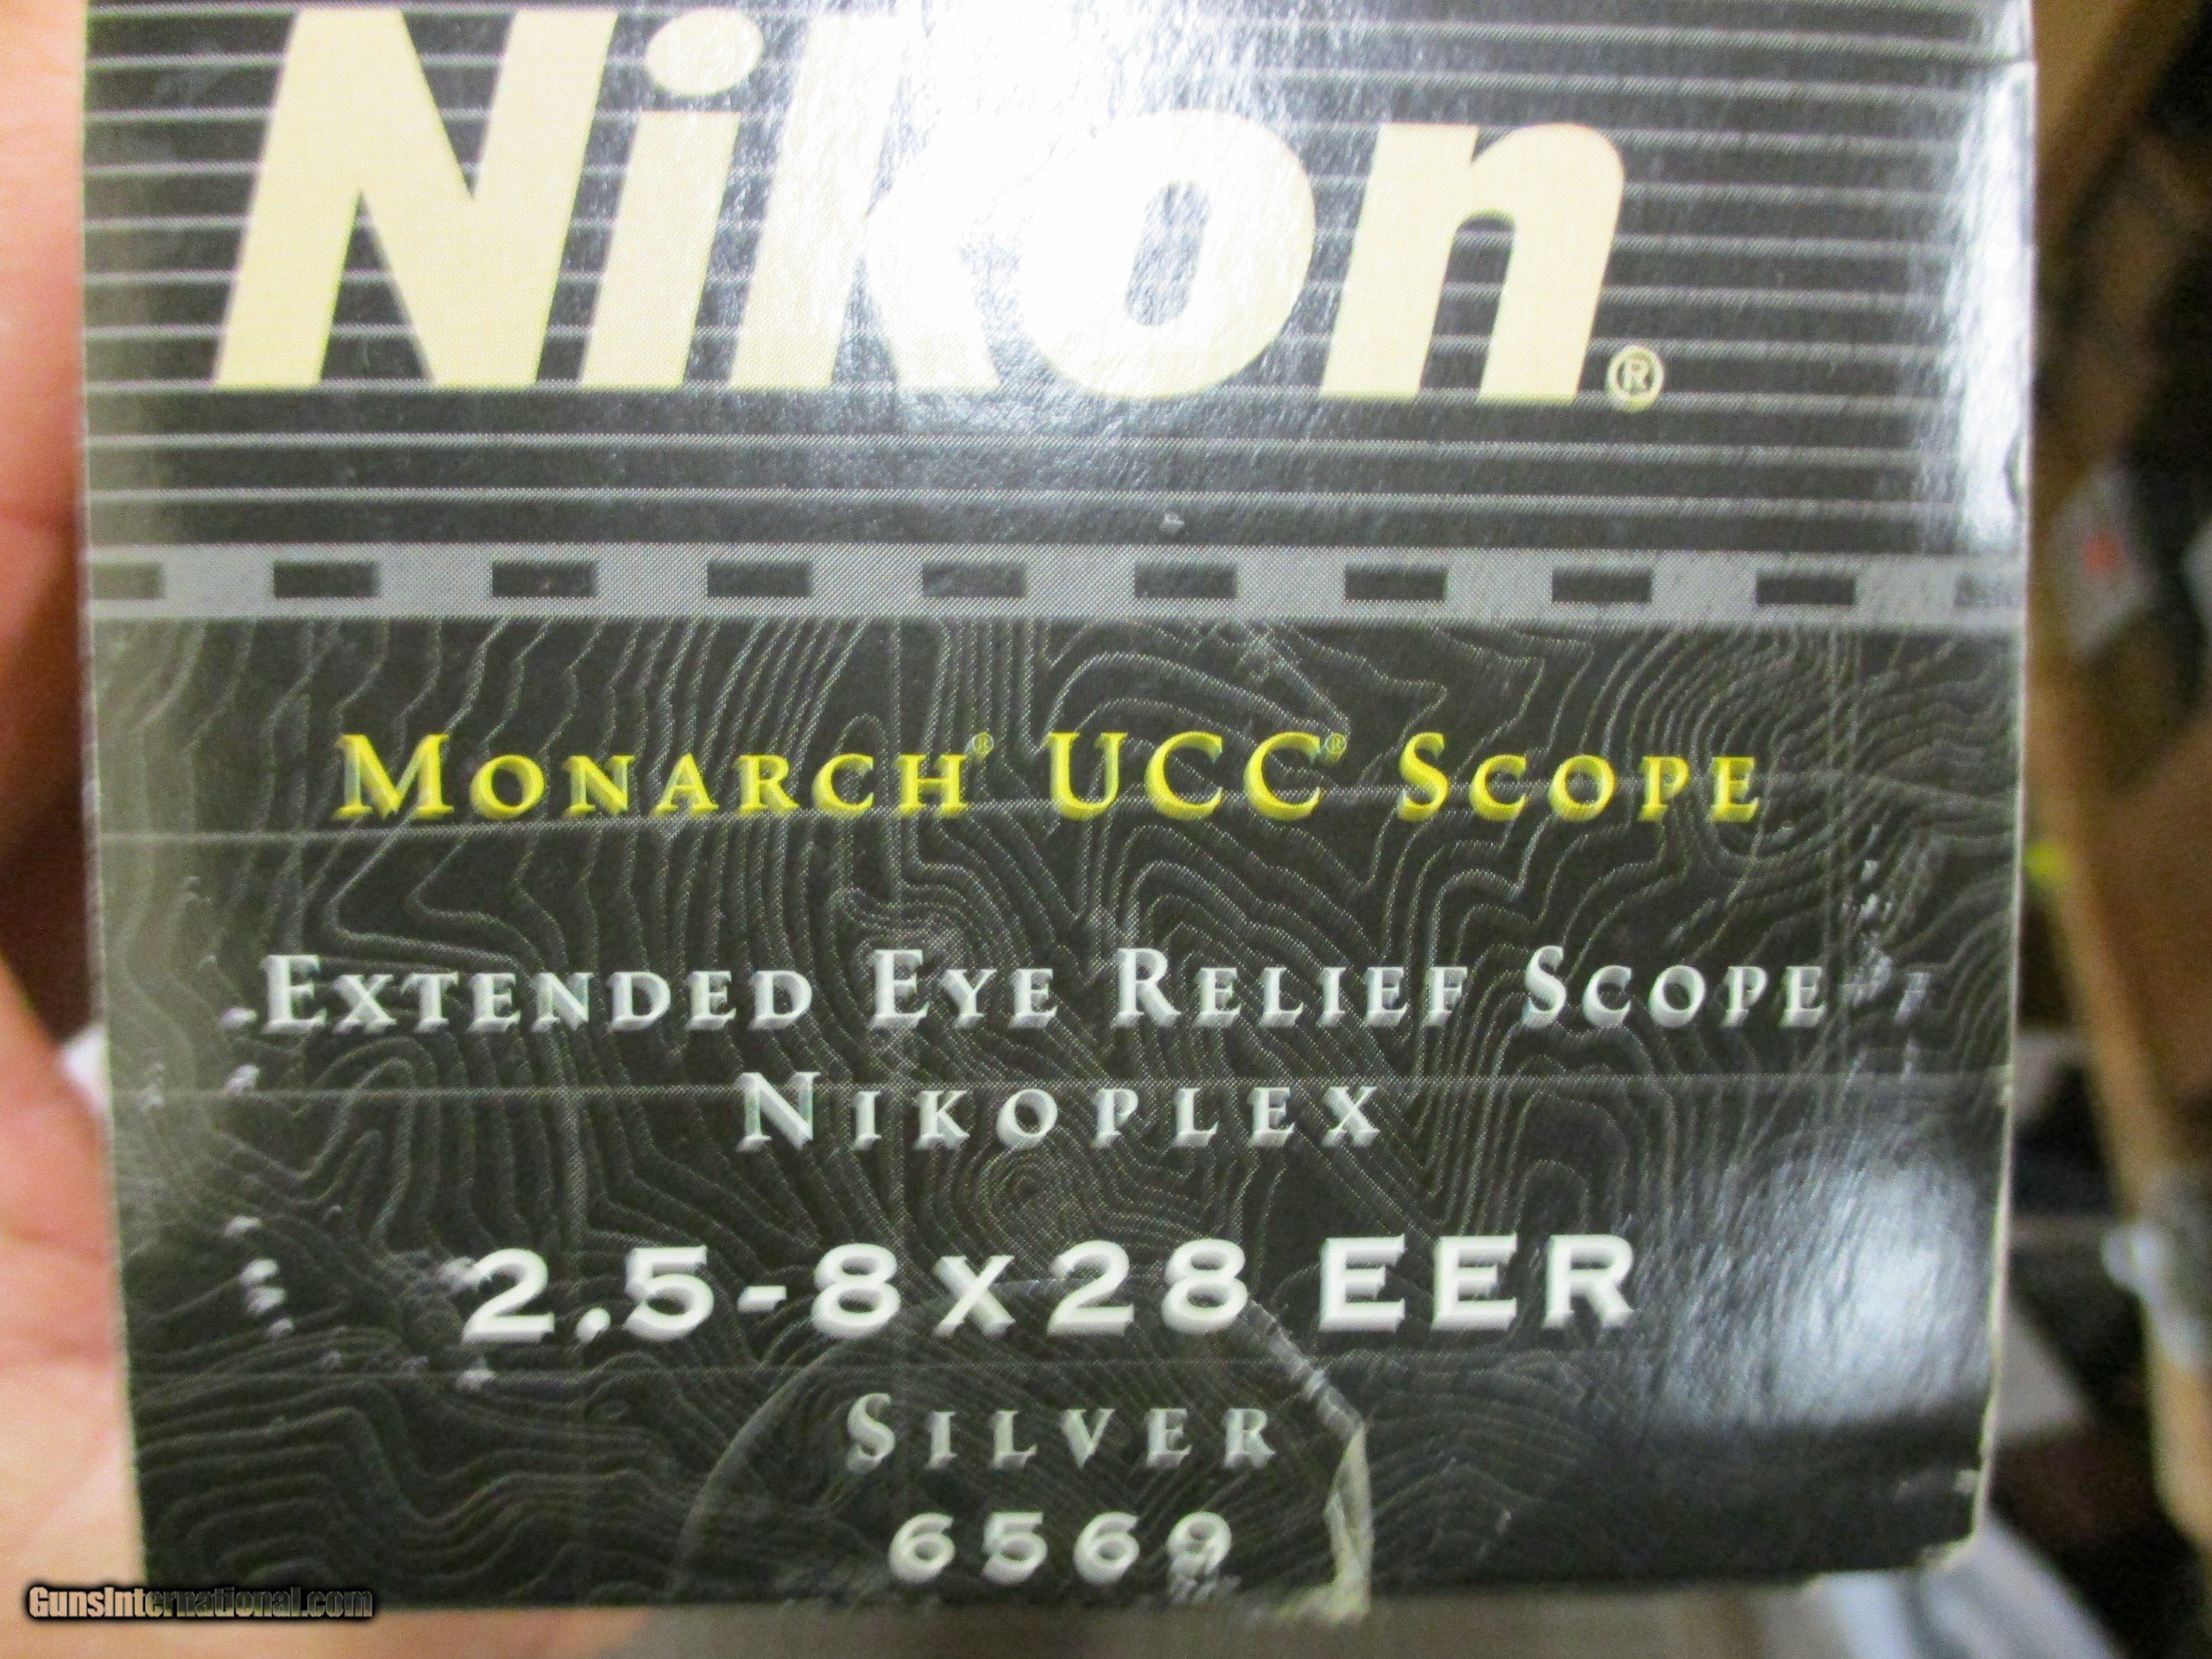 Nikon®
MONARCH® UCC® SCOPE
EXTENDED EYE RELIEF SCOPE
NIKOPLEX
2.5-8x28 EER
SILVER
6569
GunsInternational.com